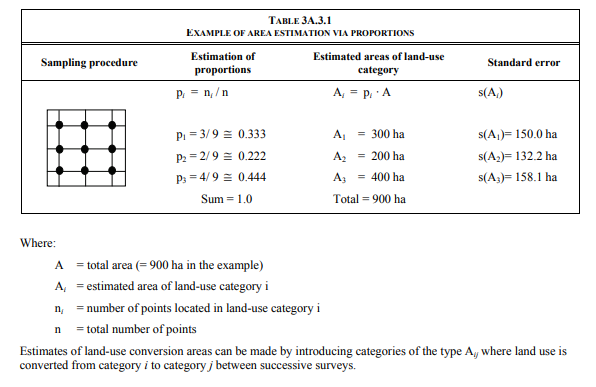 TABLE 3A.3.1
EXAMPLE OF AREA ESTIMATION VIA PROPORTIONS
Sampling procedure
Estimation of proportions
Estimated areas of land-use category
Standard error
pᵢ = nᵢ / n
Aᵢ = pᵢ · A
s(Aᵢ)
p₁ = 3/ 9 ≅ 0.333
A₁ = 300 ha
s(A₁)= 150.0 ha
p₂ = 2/ 9 ≅ 0.222
A₂ = 200 ha
s(A₂)= 132.2 ha
p₃ = 4/ 9 ≅ 0.444
A₃ = 400 ha
s(A₃)= 158.1 ha
Sum = 1.0
Total = 900 ha
Where:
A = total area (= 900 ha in the example)
Aᵢ = estimated area of land-use category i
nᵢ = number of points located in land-use category i
n = total number of points
Estimates of land-use conversion areas can be made by introducing categories of the type Aᵢⱼ where land use is
converted from category i to category j between successive surveys.